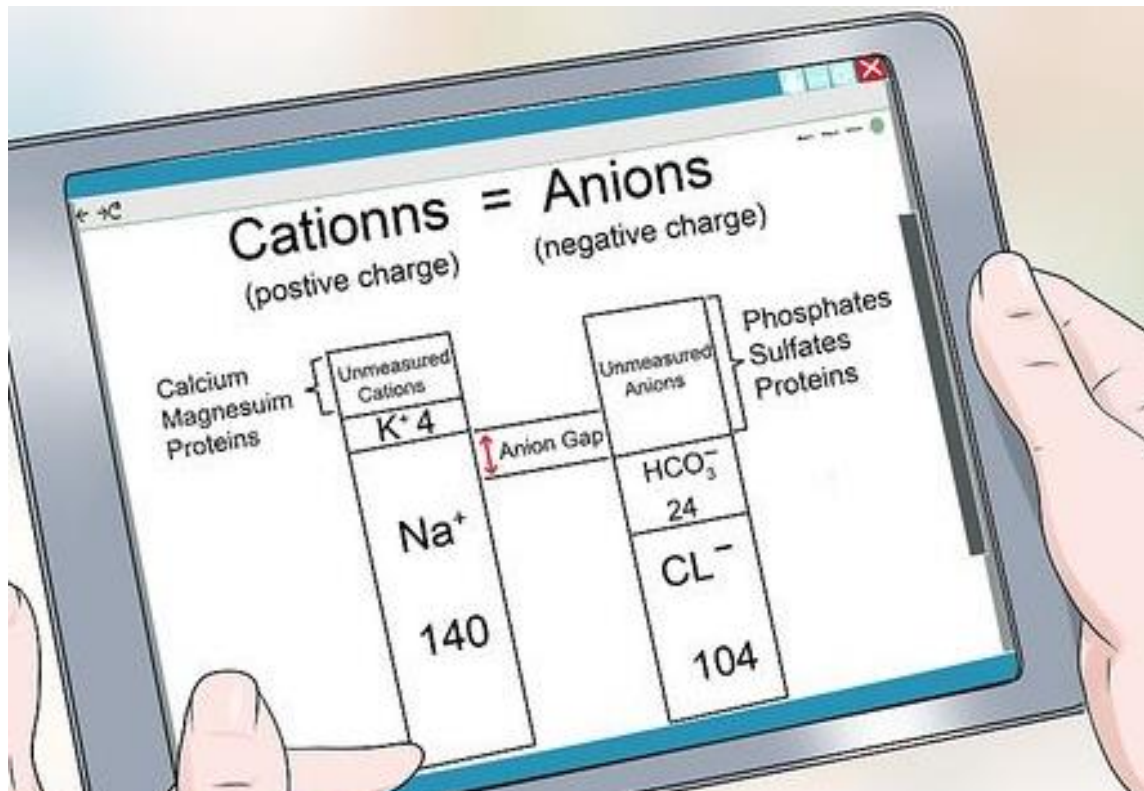 Cationns = Anions
(postive charge)
(negative charge)
Calcium
Magnesuim
Proteins
Unmeasured
Cations
K⁺ 4
Na⁺
140
Anion Gap
Unmeasured
Anions
HCO₃⁻
24
CL⁻
104
Phosphates
Sulfates
Proteins